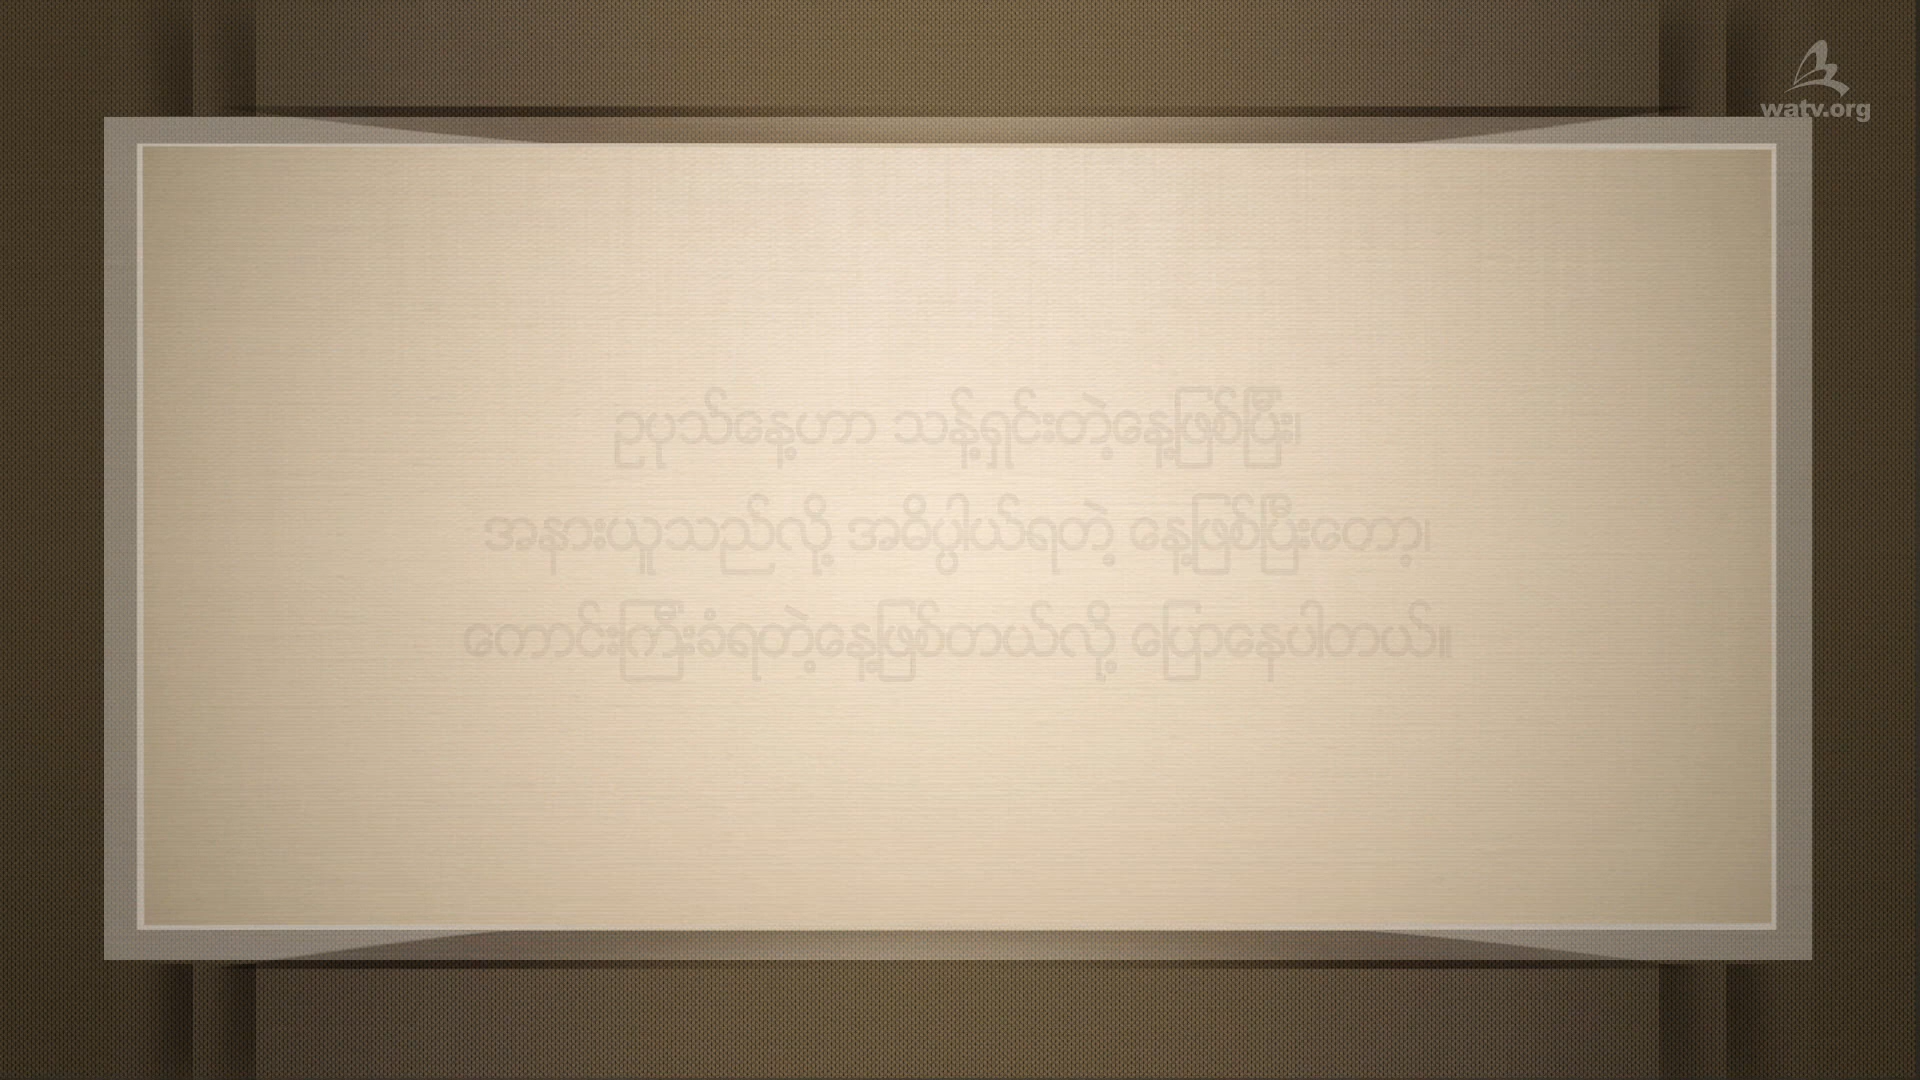 watv.org
ဥပုသ်နေ့ဟာ သန့်ရှင်းတဲ့နေ့ဖြစ်ပြီး၊
အနားယူသည်လို့ အဓိပ္ပါယ်ရတဲ့ နေ့ဖြစ်ပြီးတော့၊
ကောင်းကြီးခံရတဲ့နေ့ဖြစ်တယ်လို့ ပြောနေပါတယ်။